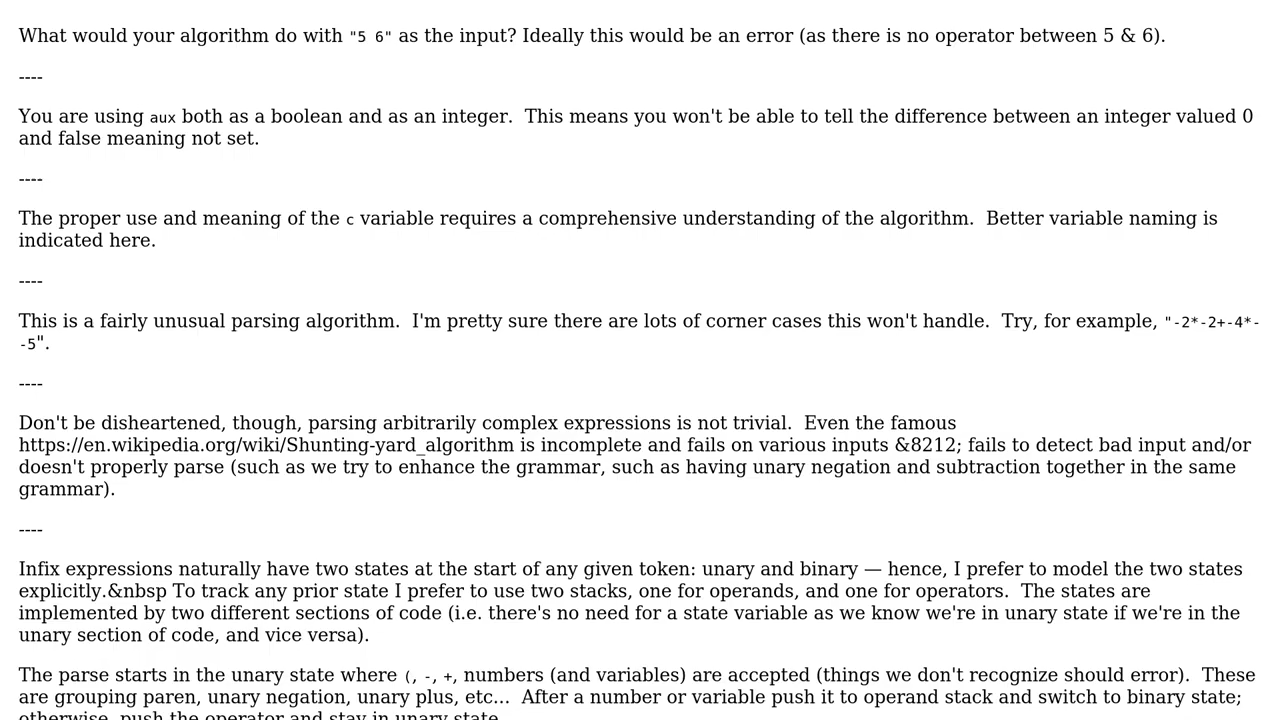 What would your algorithm do with "5 6" as the input? Ideally this would be an error (as there is no operator between 5 & 6).
----
You are using aux both as a boolean and as an integer.  This means you won't be able to tell the difference between an integer valued 0
and false meaning not set.
----
The proper use and meaning of the c variable requires a comprehensive understanding of the algorithm.  Better variable naming is
indicated here.
----
This is a fairly unusual parsing algorithm.  I'm pretty sure there are lots of corner cases this won't handle.  Try, for example, "-2*-2+-4*-
-5".
----
Don't be disheartened, though, parsing arbitrarily complex expressions is not trivial.  Even the famous
https://en.wikipedia.org/wiki/Shunting-yard_algorithm is incomplete and fails on various inputs &8212; fails to detect bad input and/or
doesn't properly parse (such as we try to enhance the grammar, such as having unary negation and subtraction together in the same
grammar).
----
Infix expressions naturally have two states at the start of any given token: unary and binary — hence, I prefer to model the two states
explicitly.&nbsp To track any prior state I prefer to use two stacks, one for operands, and one for operators.  The states are
implemented by two different sections of code (i.e. there's no need for a state variable as we know we're in unary state if we're in the
unary section of code, and vice versa).
The parse starts in the unary state where (, -, +, numbers (and variables) are accepted (things we don't recognize should error).  These
are grouping paren, unary negation, unary plus, etc...  After a number or variable push it to operand stack and switch to binary state;
otherwise, push the operator and stay in unary state.